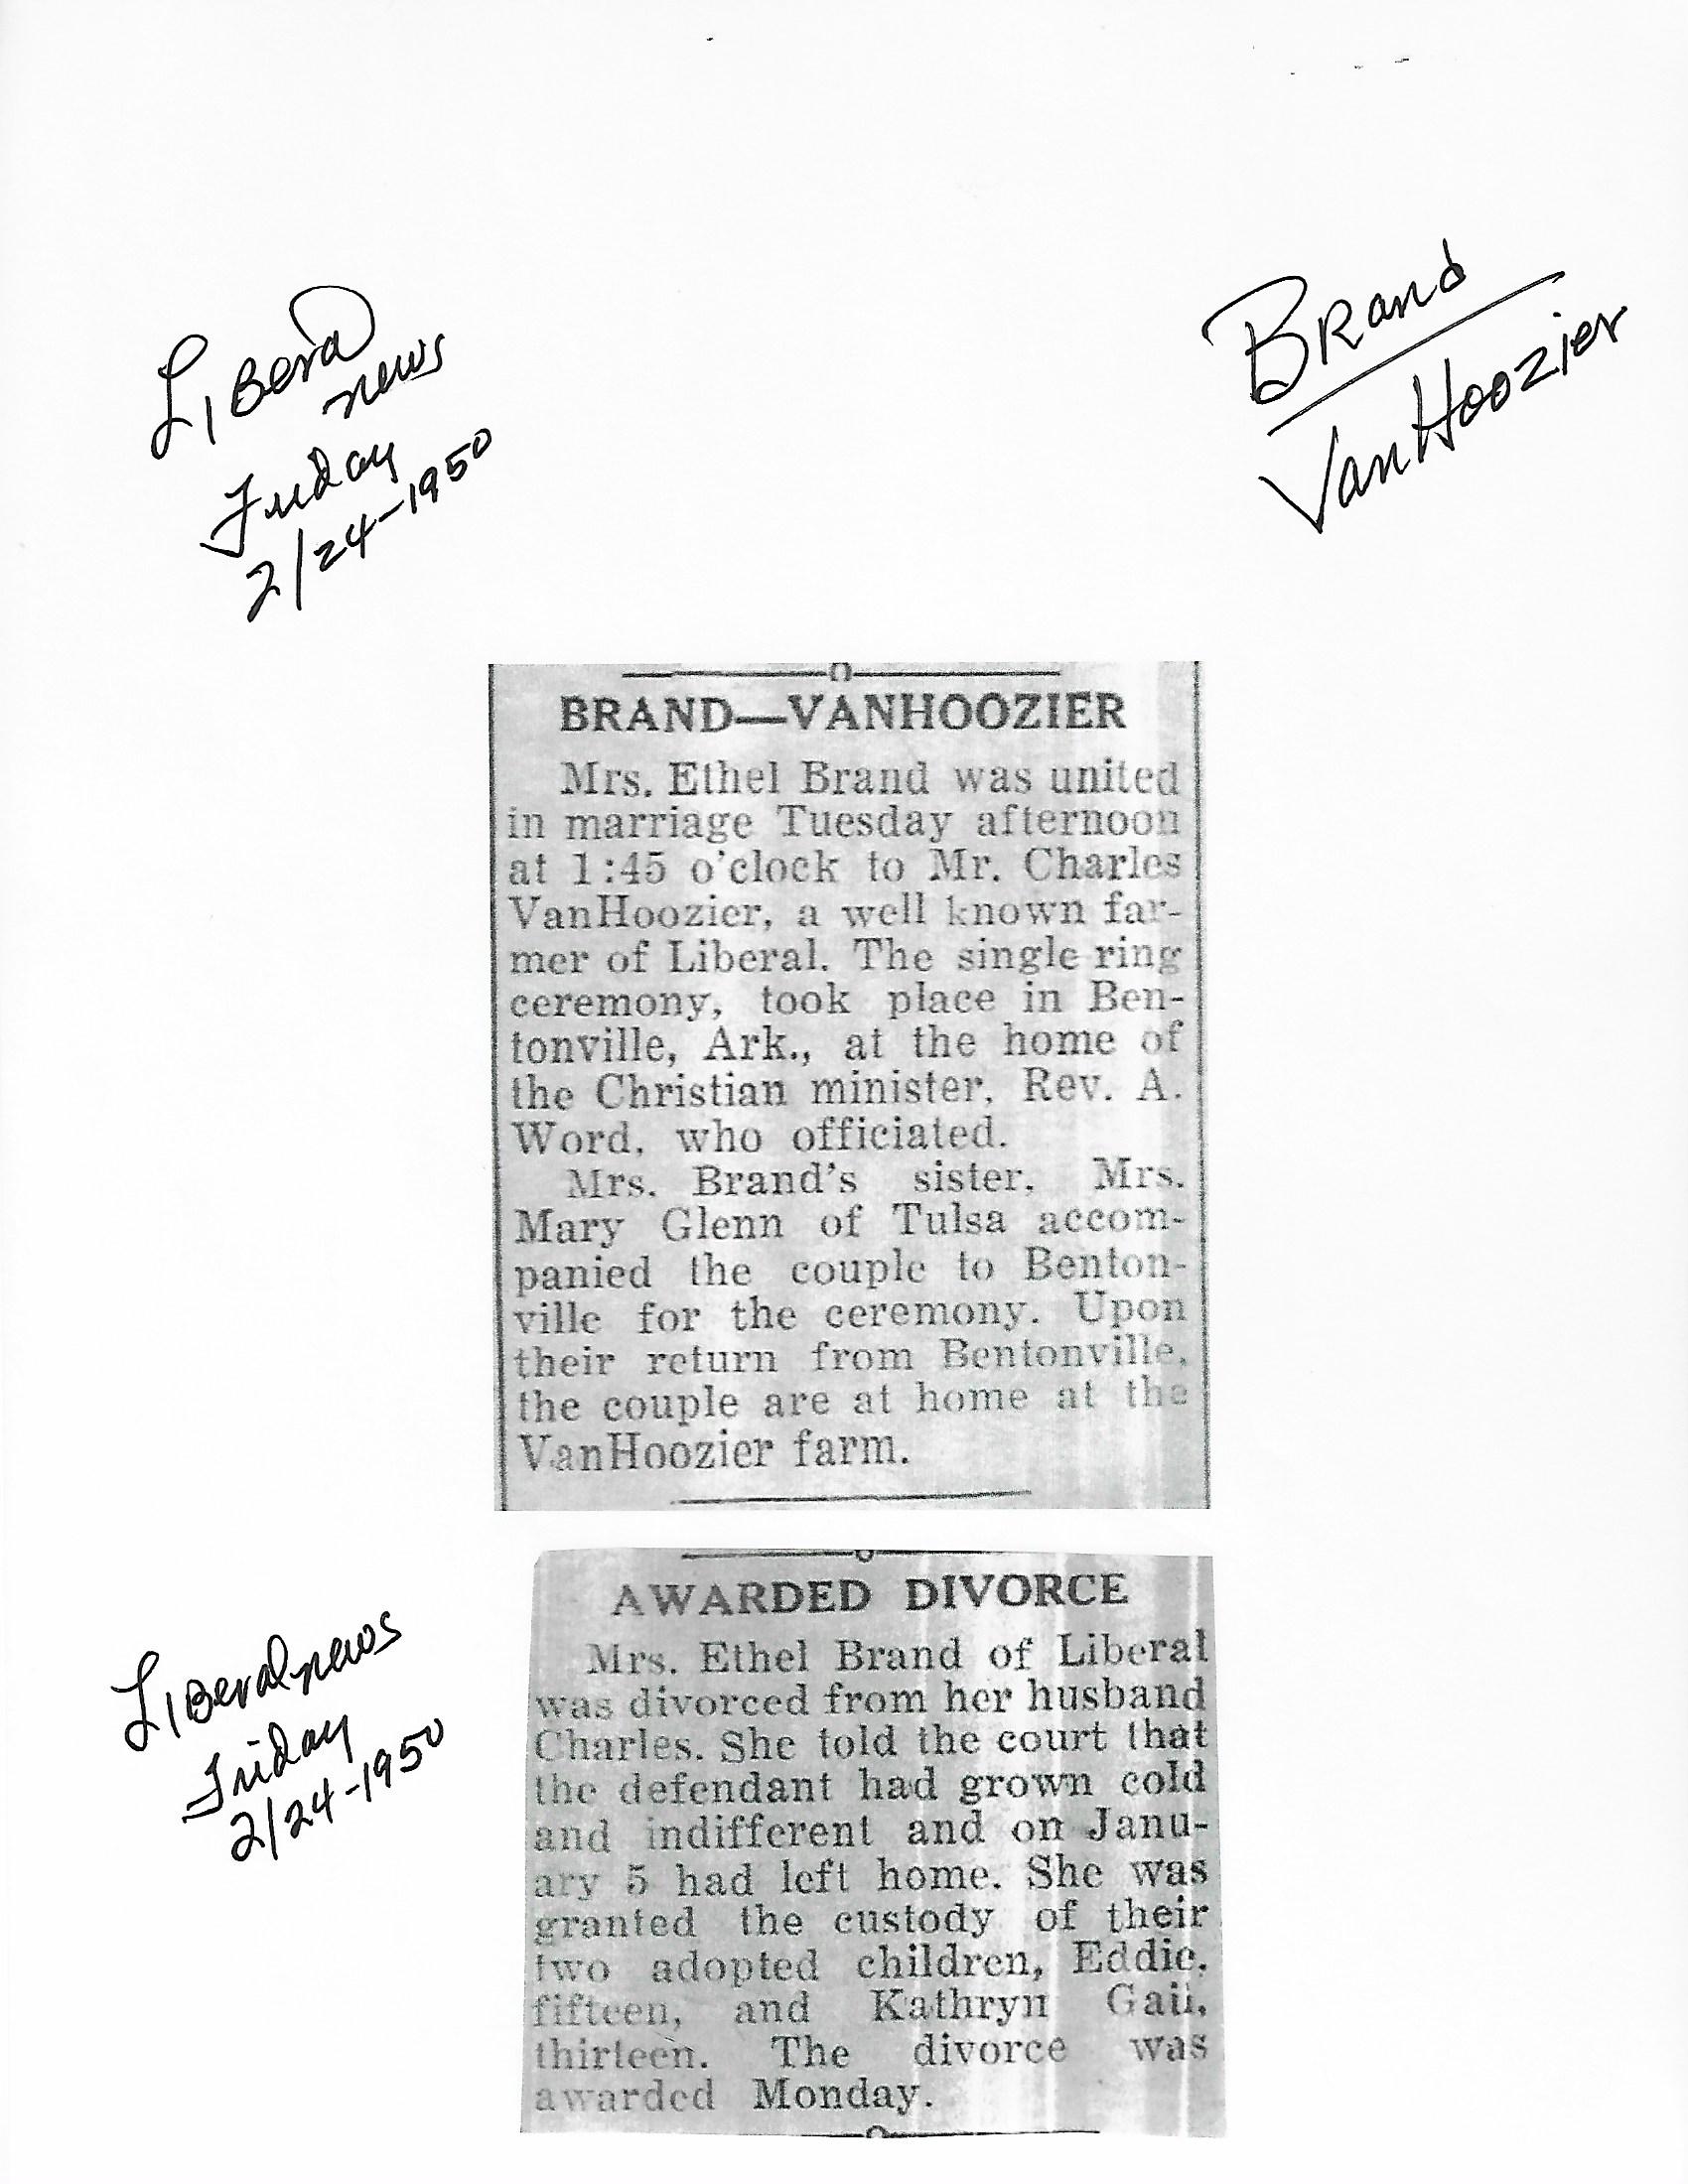 Liberal
news
Friday
2/24-1950
Brand
VanHoozier
BRAND—VANHOOZIER
Mrs. Ethel Brand was united
in marriage Tuesday afternoon
at 1:45 o'clock to Mr. Charles
VanHoozier, a well known far-
mer of Liberal. The single ring
ceremony, took place in Ben-
tonville, Ark., at the home of
the Christian minister, Rev. A.
Word, who officiated.
Mrs. Brand's sister, Mrs.
Mary Glenn of Tulsa accom-
panied the couple to Benton-
ville for the ceremony. Upon
their return from Bentonville,
the couple are at home at the
VanHoozier farm.
Liberal news
Friday
2/24-1950
AWARDED DIVORCE
Mrs. Ethel Brand of Liberal
was divorced from her husband
Charles. She told the court that
the defendant had grown cold
and indifferent and on Janu-
ary 5 had left home. She was
granted the custody of their
two adopted children, Eddie,
fifteen, and Kathryn Gail,
thirteen. The divorce was
awarded Monday.